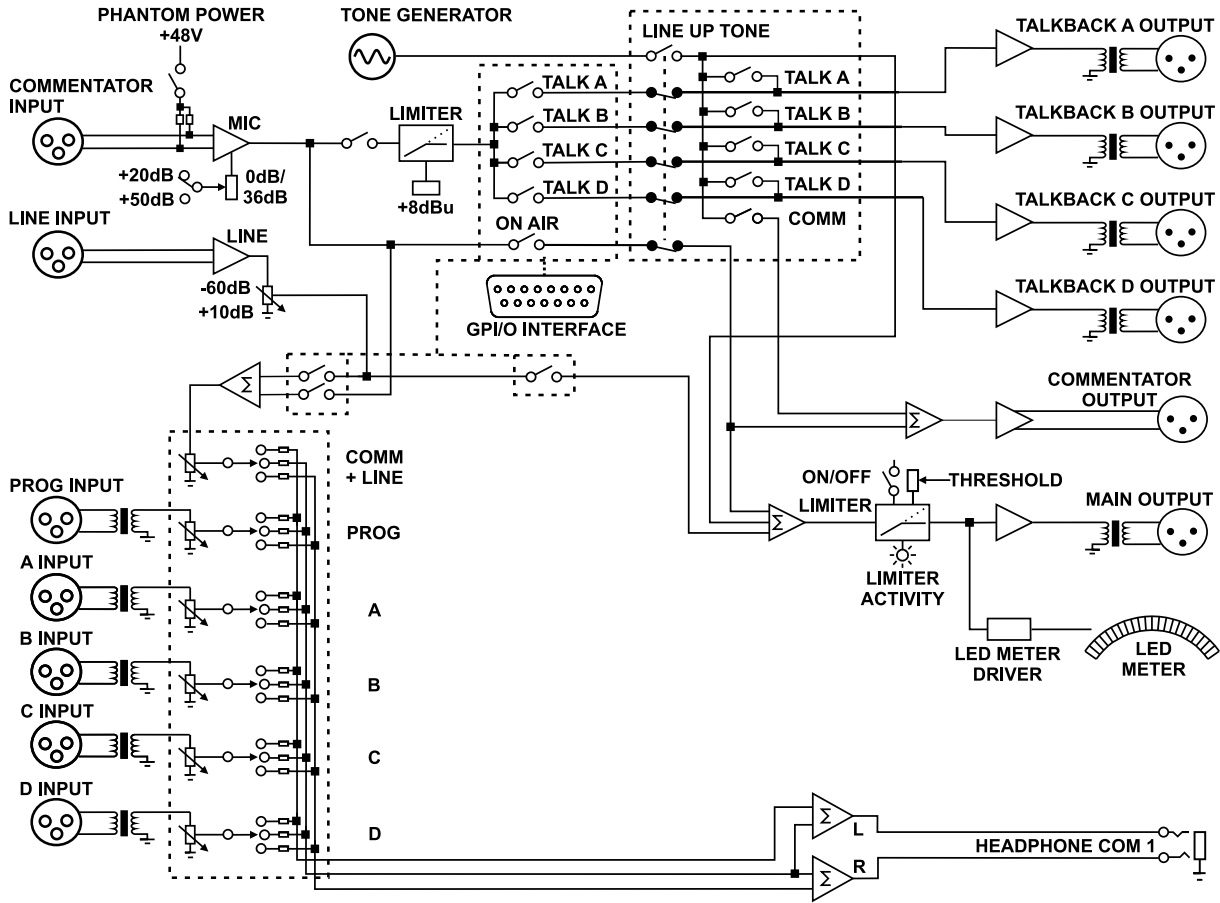 PHANTOM POWER
+48V
TONE GENERATOR
LINE UP TONE
TALKBACK A OUTPUT
COMMENTATOR
INPUT
MIC
LIMITER
TALK A
TALK A
TALK B
TALK B
TALKBACK B OUTPUT
TALK C
TALK C
+20dB
+50dB
0dB/
36dB
+8dBu
TALK D
TALK D
TALKBACK C OUTPUT
LINE INPUT
LINE
ON AIR
COMM
-60dB
+10dB
GPI/O INTERFACE
TALKBACK D OUTPUT
Σ
COMMENTATOR
OUTPUT
Σ
COMM
+ LINE
ON/OFF
LIMITER
THRESHOLD
PROG INPUT
PROG
Σ
MAIN OUTPUT
A INPUT
A
LIMITER
ACTIVITY
B INPUT
B
LED METER
DRIVER
LED
METER
C INPUT
C
D INPUT
D
Σ
L
HEADPHONE COM 1
Σ
R